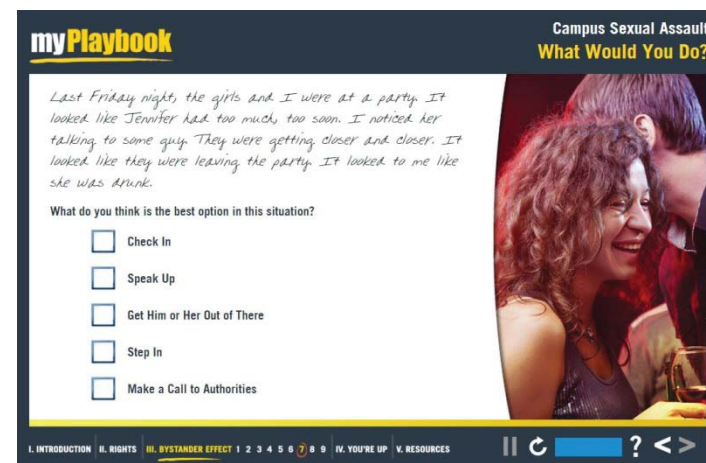 myPlaybook
Campus Sexual Assault
What Would You Do?
Last Friday night, the girls and I were at a party. It
looked like Jennifer had too much, too soon. I noticed her
talking to some guy. They were getting closer and closer. It
looked like they were leaving the party. It looked to me like
she was drunk.
What do you think is the best option in this situation?
Check In
Speak Up
Get Him or Her Out of There
Step In
Make a Call to Authorities
I. INTRODUCTION II. RIGHTS III. BYSTANDER EFFECT 1 2 3 4 5 6 7 8 9 IV. YOU'RE UP V. RESOURCES ? < >